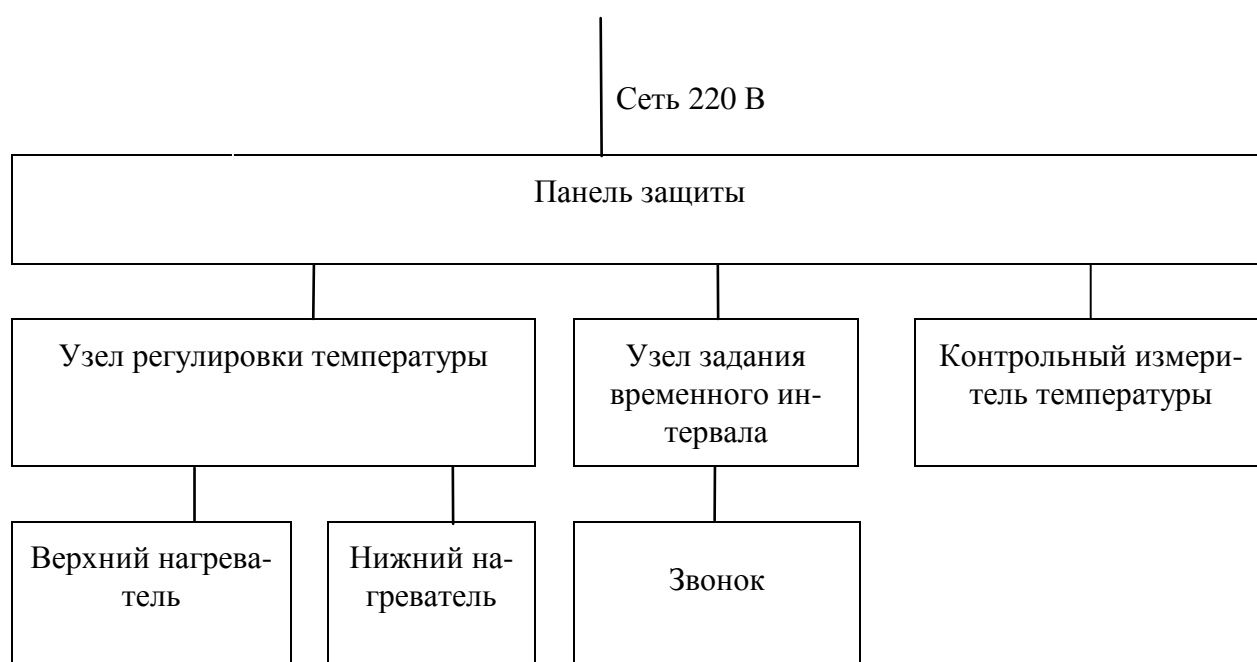 Сеть 220 В
Панель защиты
Узел регулировки температуры
Узел задания
временного ин-
тервала
Контрольный измери-
тель температуры
Верхний нагрева-
тель
Нижний на-
греватель
Звонок